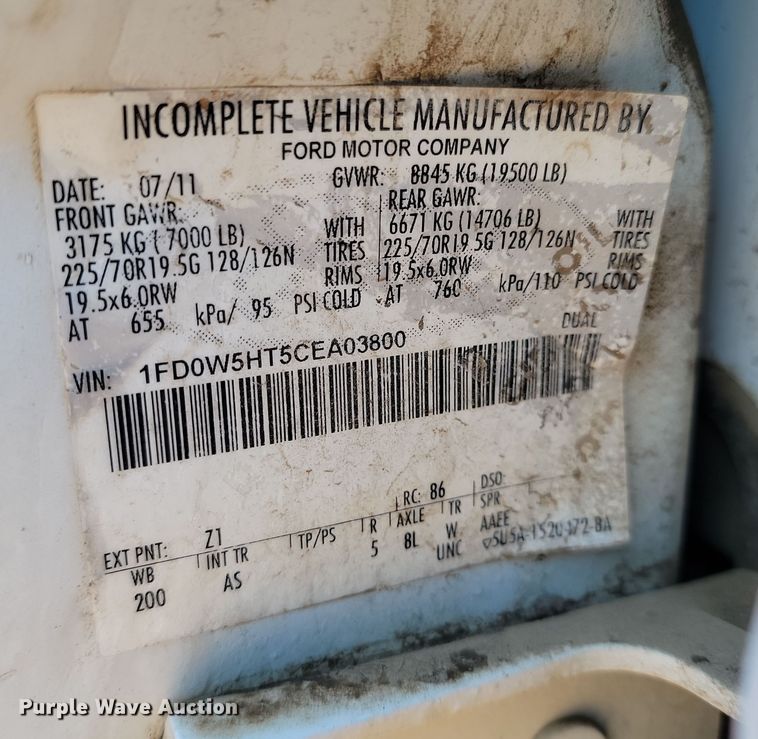 INCOMPLETE VEHICLE MANUFACTURED BY
FORD MOTOR COMPANY
DATE: 07/11 GVWR: 8845 KG (19500 LB)
FRONT GAWR: REAR GAWR:
3175 KG ( 7000 LB) WITH 6671 KG (14706 LB) WITH
225/70R19.5G 128/126N TIRES 225/70R19.5G 128/126N TIRES
19.5x6.0RW RIMS 19.5x6.0RW RIMS
AT 655 kPa/ 95 PSI COLD AT 760 kPa/110 PSI COLD
DUAL
VIN: 1FD0W5HT5CEA03800
EXT PNT: Z1 RC: 86 DSO:
WB INT TR TP/PS R AXLE TR SPR
200 AS 5 8L W AAEE
UNC
Purple Wave Auction